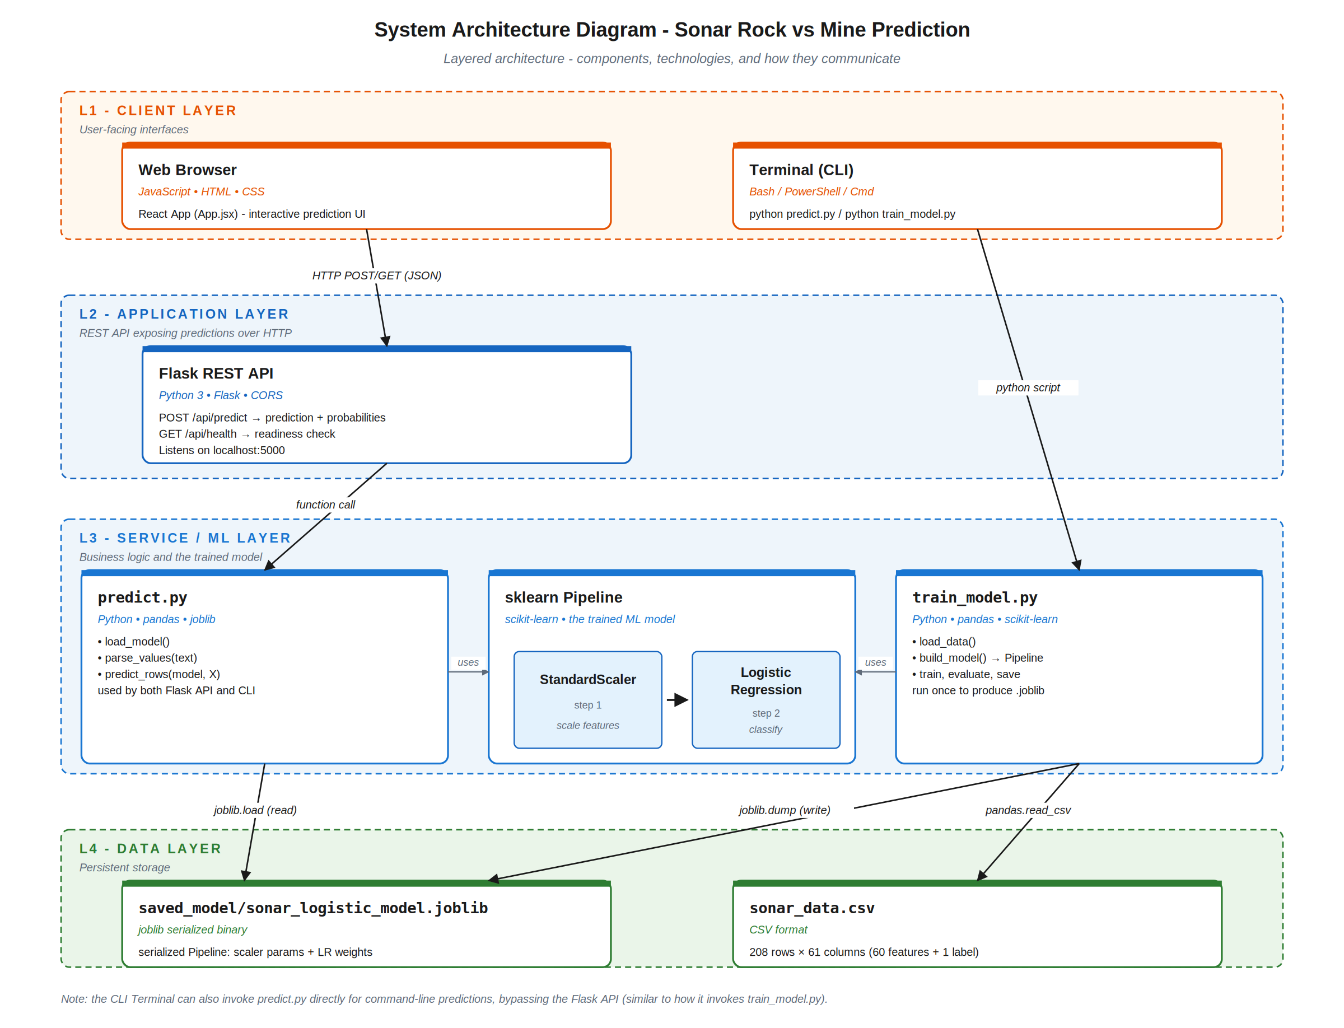 System Architecture Diagram - Sonar Rock vs Mine Prediction
Layered architecture - components, technologies, and how they communicate
L1 - CLIENT LAYER
User-facing interfaces
Web Browser
JavaScript • HTML • CSS
React App (App.jsx) - interactive prediction UI
Terminal (CLI)
Bash / PowerShell / Cmd
python predict.py / python train_model.py
HTTP POST/GET (JSON)
L2 - APPLICATION LAYER
REST API exposing predictions over HTTP
Flask REST API
Python 3 • Flask • CORS
POST /api/predict → prediction + probabilities
GET /api/health → readiness check
Listens on localhost:5000
python script
function call
L3 - SERVICE / ML LAYER
Business logic and the trained model
predict.py
Python • pandas • joblib
• load_model()
• parse_values(text)
• predict_rows(model, X)
used by both Flask API and CLI
uses
sklearn Pipeline
scikit-learn • the trained ML model
StandardScaler
step 1
scale features
Logistic
Regression
step 2
classify
uses
train_model.py
Python • pandas • scikit-learn
• load_data()
• build_model() → Pipeline
• train, evaluate, save
run once to produce .joblib
joblib.load (read)
joblib.dump (write)
pandas.read_csv
L4 - DATA LAYER
Persistent storage
saved_model/sonar_logistic_model.joblib
joblib serialized binary
serialized Pipeline: scaler params + LR weights
sonar_data.csv
CSV format
208 rows × 61 columns (60 features + 1 label)
Note: the CLI Terminal can also invoke predict.py directly for command-line predictions, bypassing the Flask API (similar to how it invokes train_model.py).